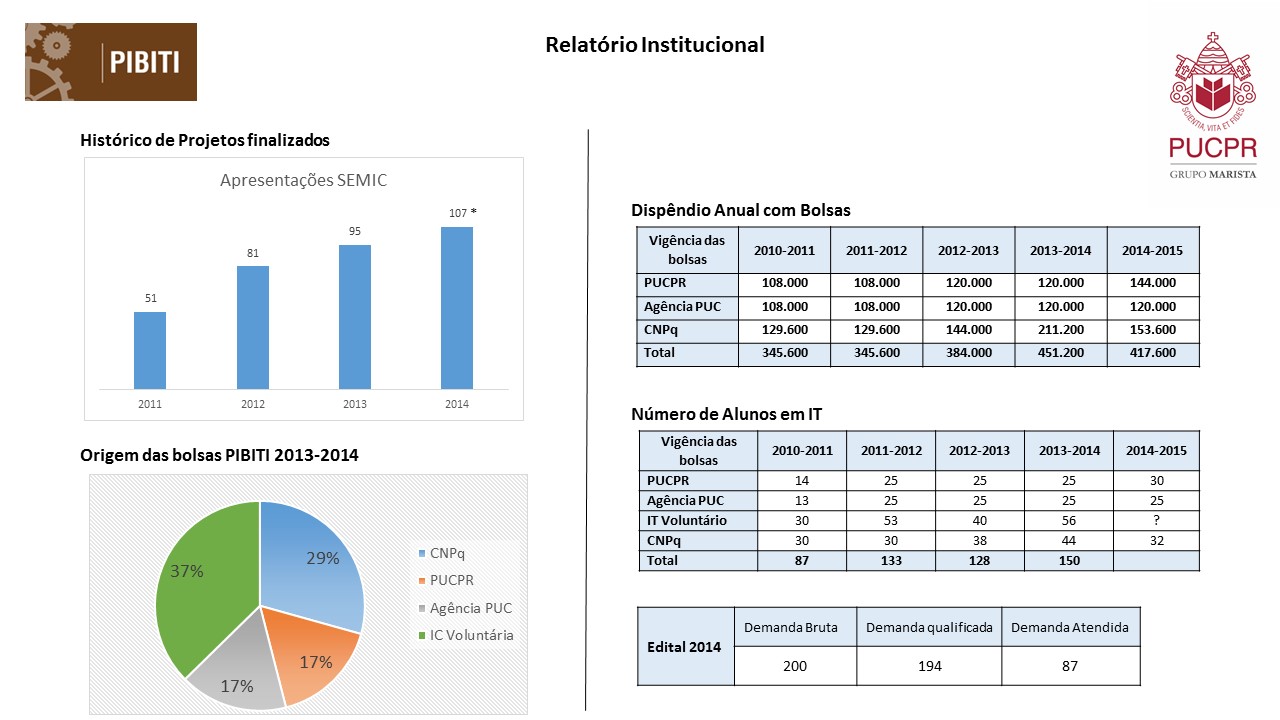 PIBITI
Relatório Institucional
SCIENTIA, VITA ET FIDES
PUCPR
GRUPO MARISTA
Histórico de Projetos finalizados
Apresentações SEMIC
51
81
95
107 *
2011 2012 2013 2014
Origem das bolsas PIBITI 2013-2014
29%
17%
17%
37%
CNPq
PUCPR
Agência PUC
IC Voluntária
Dispêndio Anual com Bolsas
Vigência das
bolsas 2010-2011 2011-2012 2012-2013 2013-2014 2014-2015
PUCPR 108.000 108.000 120.000 120.000 144.000
Agência PUC 108.000 108.000 120.000 120.000 120.000
CNPq 129.600 129.600 144.000 211.200 153.600
Total 345.600 345.600 384.000 451.200 417.600
Número de Alunos em IT
Vigência das
bolsas 2010-2011 2011-2012 2012-2013 2013-2014 2014-2015
PUCPR 14 25 25 25 30
Agência PUC 13 25 25 25 25
IT Voluntário 30 53 40 56 ?
CNPq 30 30 38 44 32
Total 87 133 128 150
Edital 2014
Demanda Bruta Demanda qualificada Demanda Atendida
200 194 87